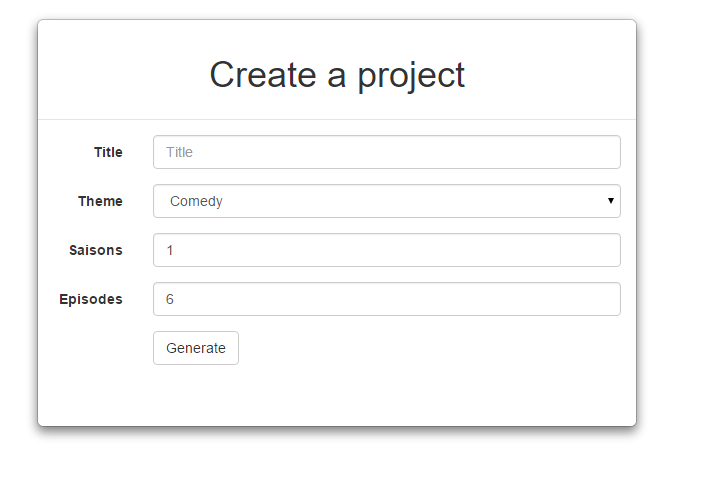 Create a project
Title Title
Theme Comedy
Saisons 1
Episodes 6
Generate